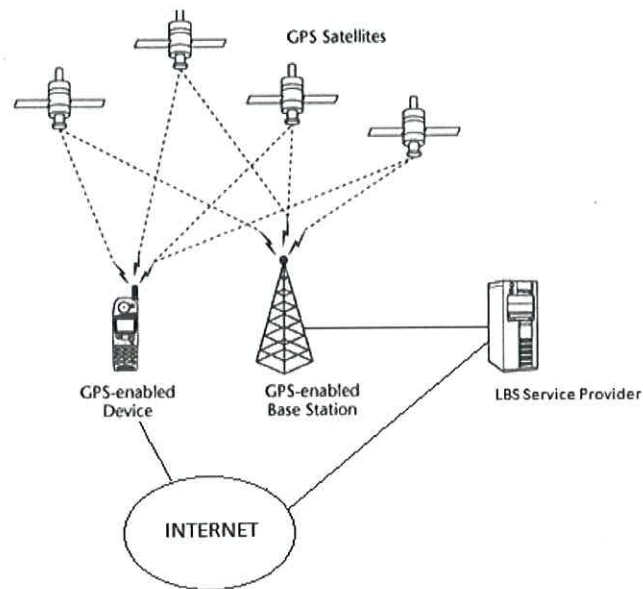 GPS Satellites
GPS-enabled
Device
GPS-enabled
Base Station
LBS Service Provider
INTERNET